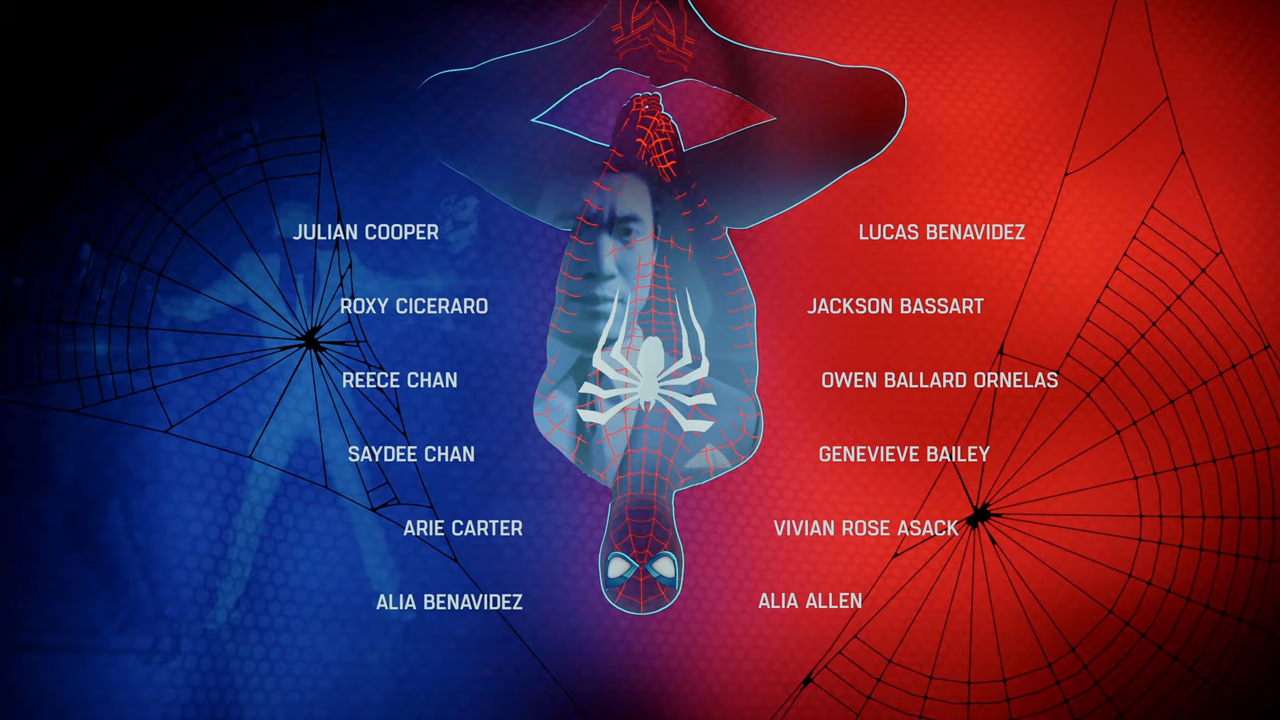 JULIAN COOPER
ROXY CICERARO
REECE CHAN
SAYDEE CHAN
ARIE CARTER
ALIA BENAVIDEZ
LUCAS BENAVIDEZ
JACKSON BASSART
OWEN BALLARD ORNELAS
GENEVIEVE BAILEY
VIVIAN ROSE ASACK
ALIA ALLEN